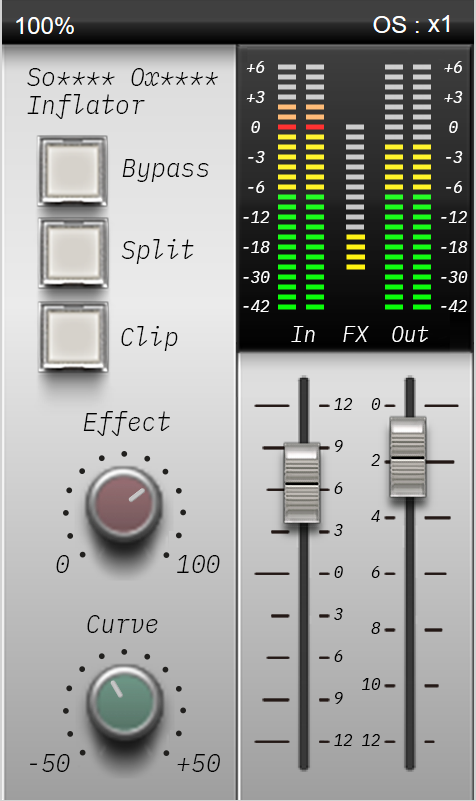 100% OS : x1
So**** Ox****
Inflator
Bypass
Split
Clip
Effect
0 100
Curve
-50 +50
+6 +6
+3 +3
0 0
-3 -3
-6 -6
-12 -12
-18 -18
-30 -30
-42 -42
In FX Out
12 0
9
6 2
3 4
0 6
3
6 8
9 10
12 12